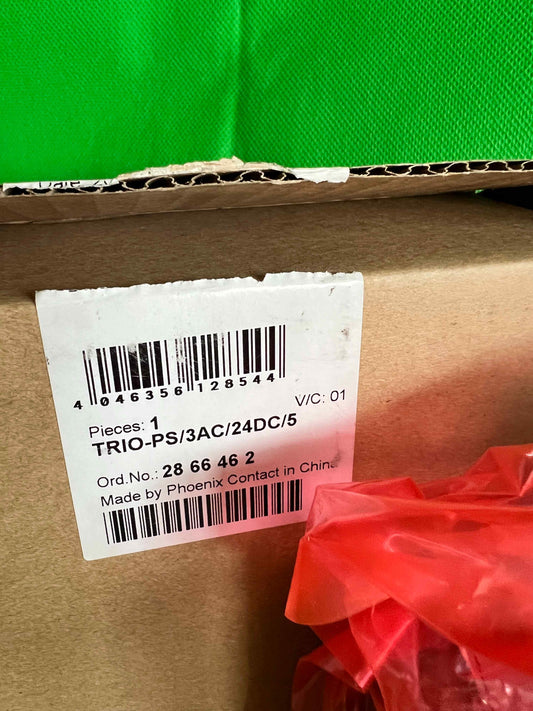 4 046356 128544
V/C: 01
Pieces: 1
TRIO-PS/3AC/24DC/5
Ord.No.: 28 66 46 2
Made by Phoenix Contact in China